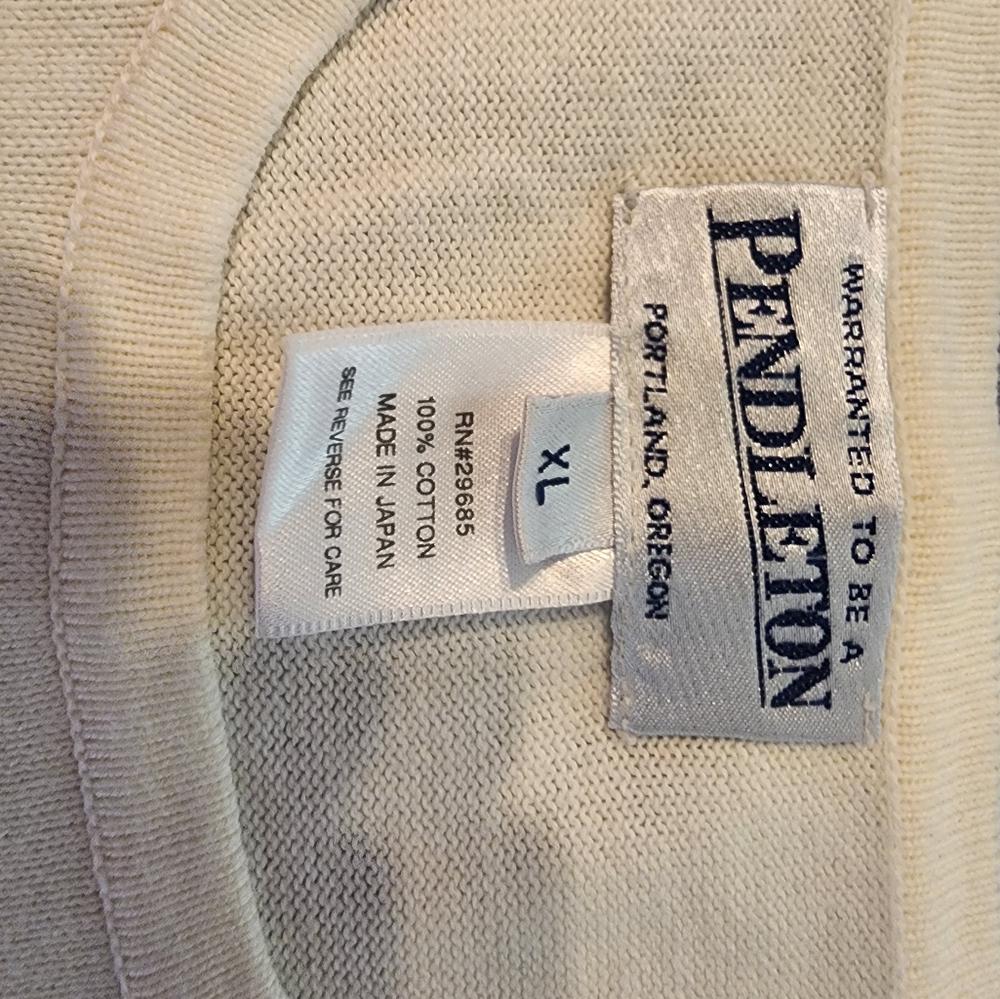 WARRANTED TO BE A
PENDLETON
PORTLAND, OREGON
XL
RN#29685
100% COTTON
MADE IN JAPAN
SEE REVERSE FOR CARE